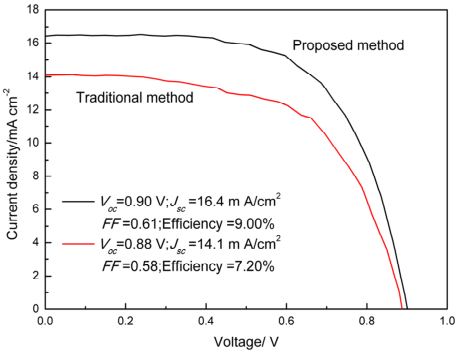 18
16
14
12
10
8
6
4
2
0
Current density/mA cm-2
Proposed method
Traditional method
Voc=0.90 V;Jsc=16.4 m A/cm2
FF=0.61;Efficiency =9.00%
Voc=0.88 V;Jsc=14.1 m A/cm2
FF=0.58;Efficiency =7.20%
0.0 0.2 0.4 0.6 0.8 1.0
Voltage/ V